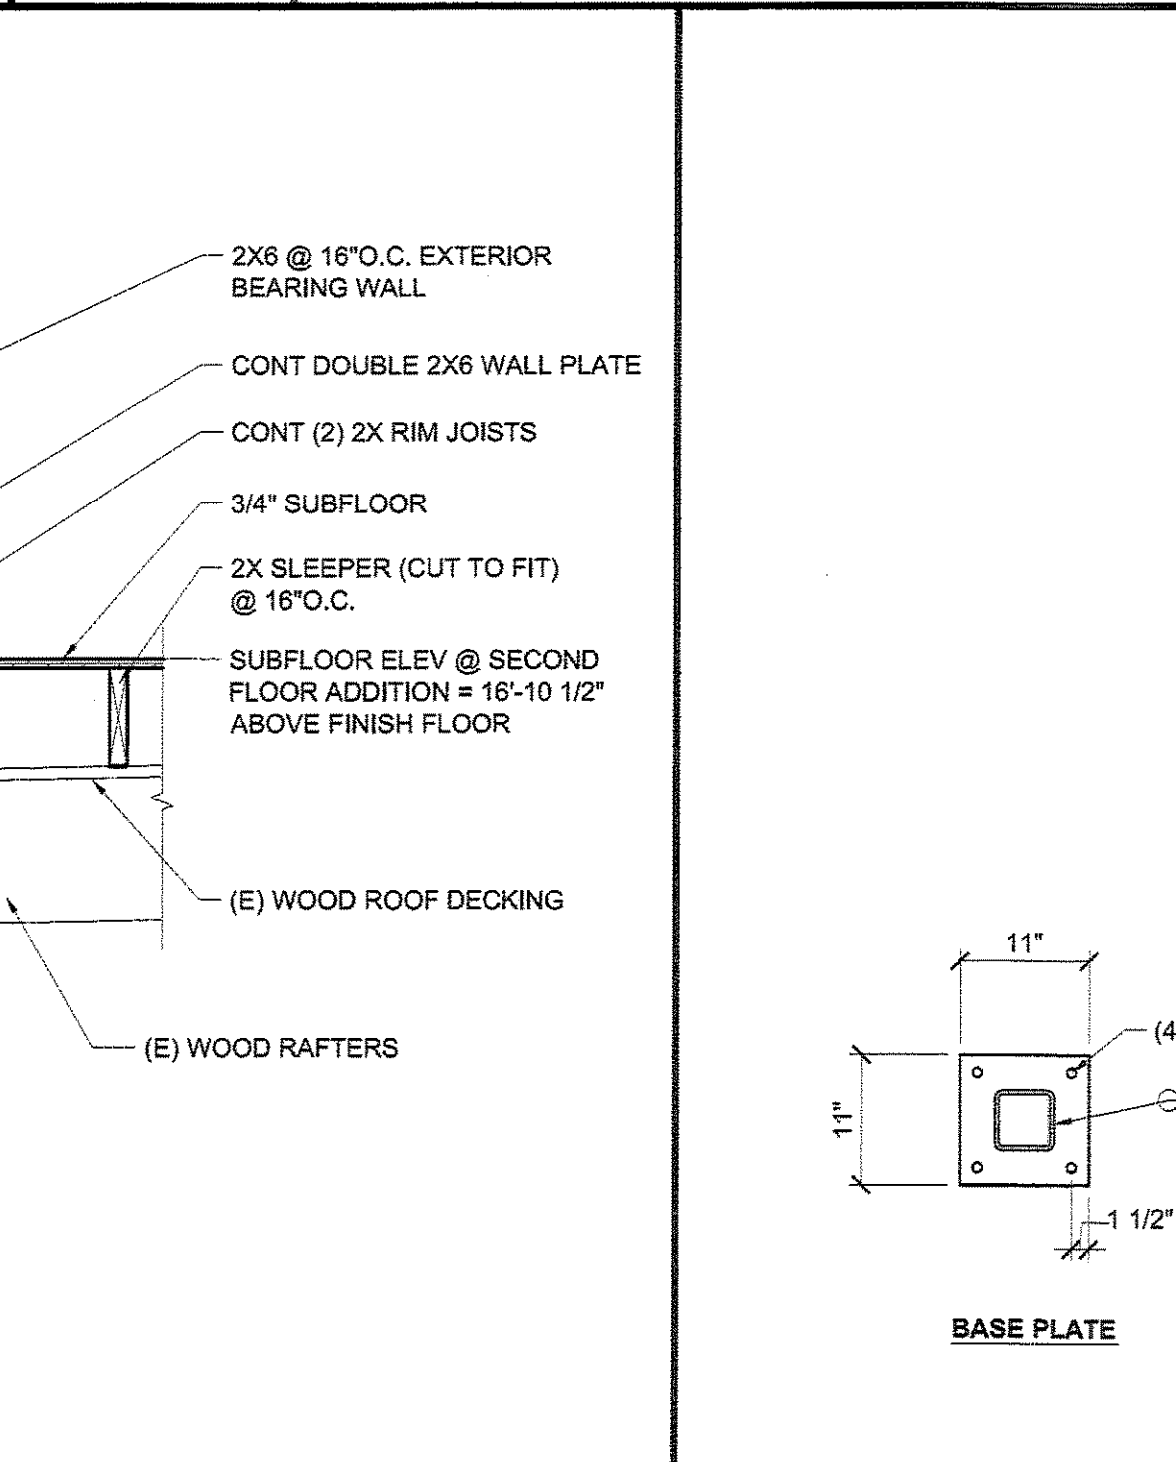 2X6 @ 16"O.C. EXTERIOR
BEARING WALL
CONT DOUBLE 2X6 WALL PLATE
CONT (2) 2X RIM JOISTS
3/4" SUBFLOOR
2X SLEEPER (CUT TO FIT)
@ 16"O.C.
SUBFLOOR ELEV @ SECOND
FLOOR ADDITION = 16'-10 1/2"
ABOVE FINISH FLOOR
(E) WOOD ROOF DECKING
(E) WOOD RAFTERS
11"
(4
11"
1 1/2"
BASE PLATE